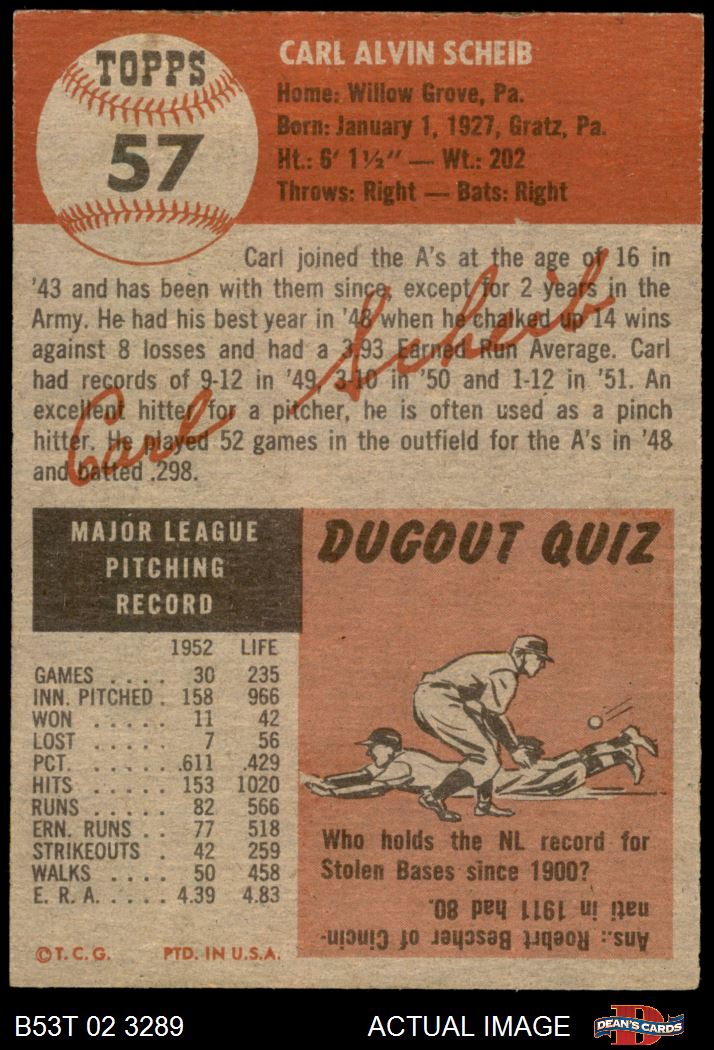 TOPPS
57
CARL ALVIN SCHEIB
Home: Willow Grove, Pa.
Born: January 1, 1927, Gratz, Pa.
Ht.: 6' 1½" — Wt.: 202
Throws: Right — Bats: Right
Carl joined the A's at the age of 16 in
'43 and has been with them since, except for 2 years in the
Army. He had his best year in '48 when he chalked up 14 wins
against 8 losses and had a 3.93 Earned Run Average. Carl
had records of 9-12 in '49, 3-10 in '50 and 1-12 in '51. An
excellent hitter for a pitcher, he is often used as a pinch
hitter. He played 52 games in the outfield for the A's in '48
and batted .298.
Carl Scheib
MAJOR LEAGUE
PITCHING
RECORD
1952 LIFE
GAMES .... 30 235
INN. PITCHED . 158 966
WON ..... 11 42
LOST ..... 7 56
PCT. ..... .611 .429
HITS ..... 153 1020
RUNS ..... 82 566
ERN. RUNS .. 77 518
STRIKEOUTS . 42 259
WALKS .... 50 458
E. R. A. .... 4.39 4.83
© T. C. G. PTD. IN U.S.A.
DUGOUT QUIZ
Who holds the NL record for
Stolen Bases since 1900?
Ans.: Roebrt Bescher of Cincin-
nati in 1911 had 80.
B53T 02 3289 ACTUAL IMAGE
D
DEAN'S CARDS